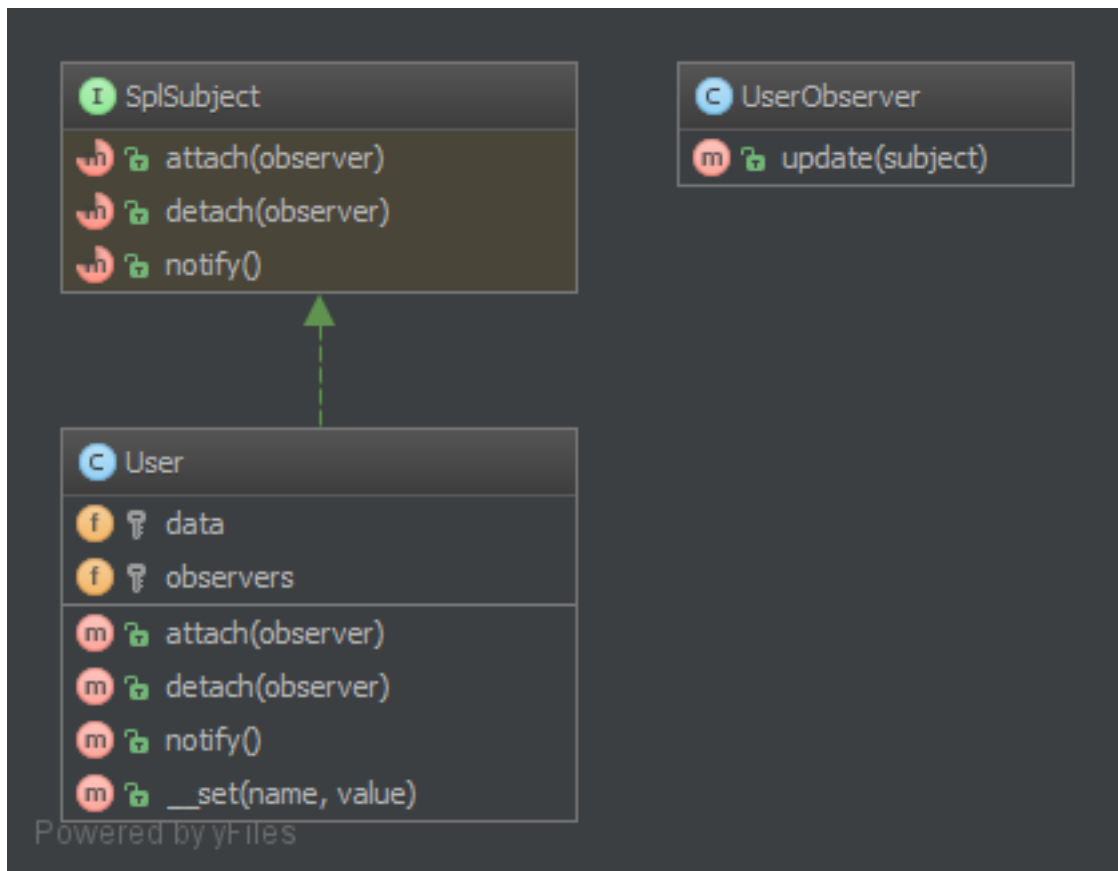 I SplSubject
m attach(observer)
m detach(observer)
m notify()
C UserObserver
m update(subject)
C User
f data
f observers
m attach(observer)
m detach(observer)
m notify()
m __set(name, value)
Powered by yFiles